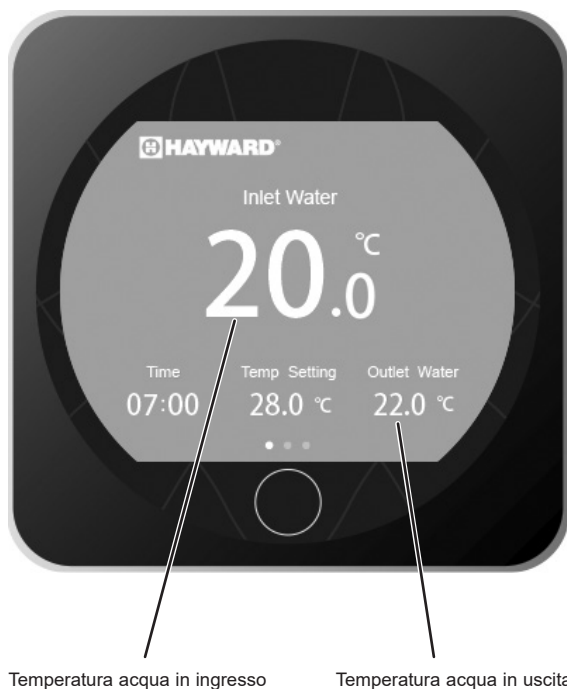 HAYWARD®
Inlet Water
20.0 °C
Time Temp Setting Outlet Water
07:00 28.0 °C 22.0 °C
Temperatura acqua in ingresso Temperatura acqua in uscita